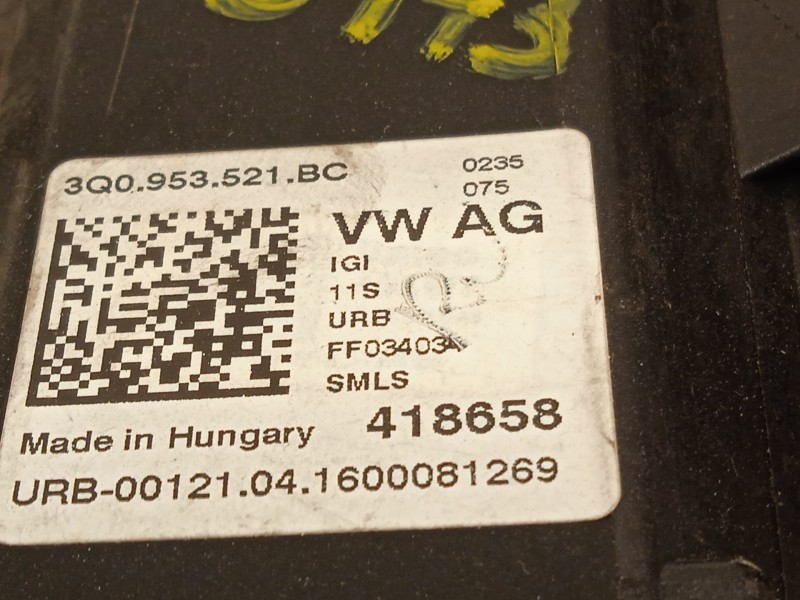 3Q0.953.521.BC
0235
075
VW AG
IGI
11S
URB
FF034034
SMLS
418658
Made in Hungary
URB-00121.04.1600081269